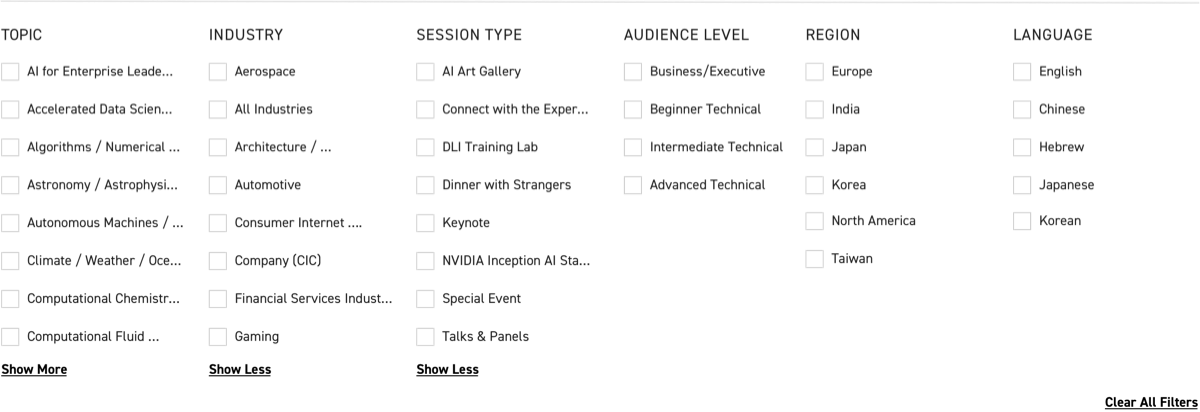 TOPIC
AI for Enterprise Leade...
Accelerated Data Scien...
Algorithms / Numerical ...
Astronomy / Astrophysi...
Autonomous Machines / ...
Climate / Weather / Oce...
Computational Chemistr...
Computational Fluid ...
Show More
INDUSTRY
Aerospace
All Industries
Architecture / ...
Automotive
Consumer Internet ....
Company (CIC)
Financial Services Indust...
Gaming
Show Less
SESSION TYPE
AI Art Gallery
Connect with the Exper...
DLI Training Lab
Dinner with Strangers
Keynote
NVIDIA Inception AI Sta...
Special Event
Talks & Panels
Show Less
AUDIENCE LEVEL
Business/Executive
Beginner Technical
Intermediate Technical
Advanced Technical
REGION
Europe
India
Japan
Korea
North America
Taiwan
LANGUAGE
English
Chinese
Hebrew
Japanese
Korean
Clear All Filters